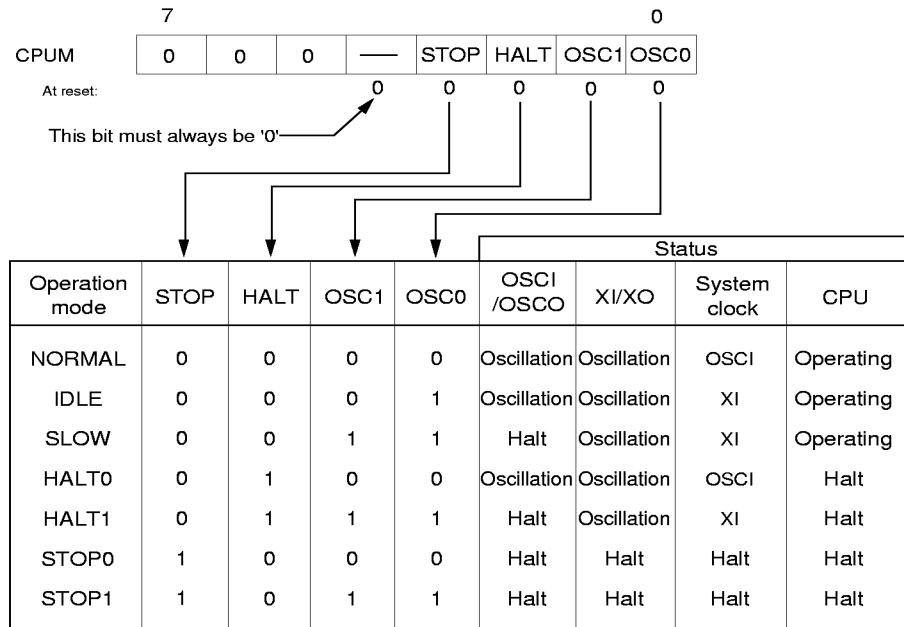 7 0
CPUM 0 0 0 — STOP HALT OSC1 OSC0
At reset: 0 0 0 0 0
This bit must always be '0'
Status
Operation mode STOP HALT OSC1 OSC0 OSCI /OSCO XI/XO System clock CPU
NORMAL 0 0 0 0 Oscillation Oscillation OSCI Operating
IDLE 0 0 0 1 Oscillation Oscillation XI Operating
SLOW 0 0 1 1 Halt Oscillation XI Operating
HALT0 0 1 0 0 Oscillation Oscillation OSCI Halt
HALT1 0 1 1 1 Halt Oscillation XI Halt
STOP0 1 0 0 0 Halt Halt Halt Halt
STOP1 1 0 1 1 Halt Halt Halt Halt